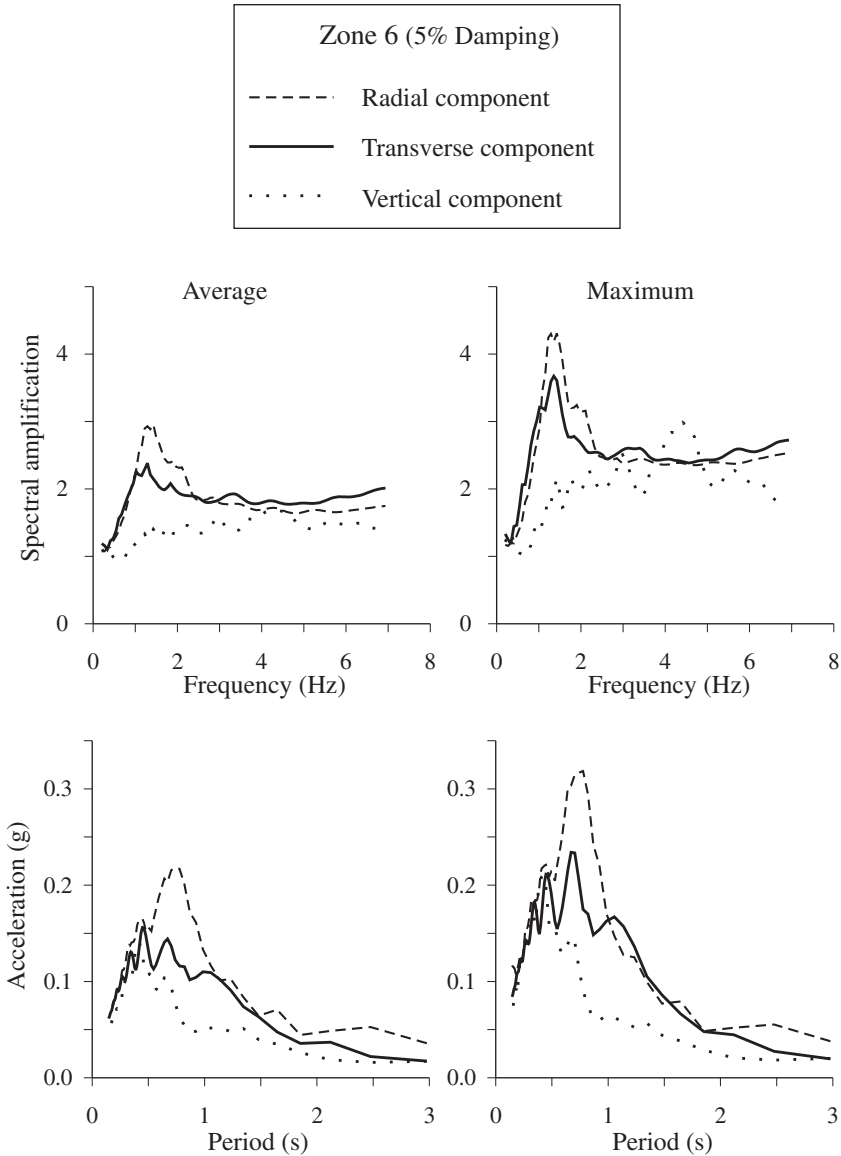 Zone 6 (5% Damping)
Radial component
Transverse component
Vertical component
Average
Maximum
Spectral amplification
4
2
0
4
2
0
0 2 4 6 8
0 2 4 6 8
Frequency (Hz)
Frequency (Hz)
Acceleration (g)
0.3
0.2
0.1
0.0
0.3
0.2
0.1
0.0
0 1 2 3
0 1 2 3
Period (s)
Period (s)